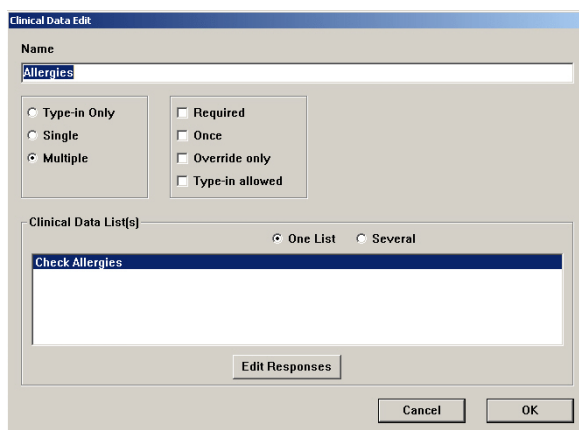 Clinical Data Edit
Name
Allergies
Type-in Only
Single
Multiple
Required
Once
Override only
Type-in allowed
Clinical Data List(s)
One List Several
Check Allergies
Edit Responses
Cancel OK